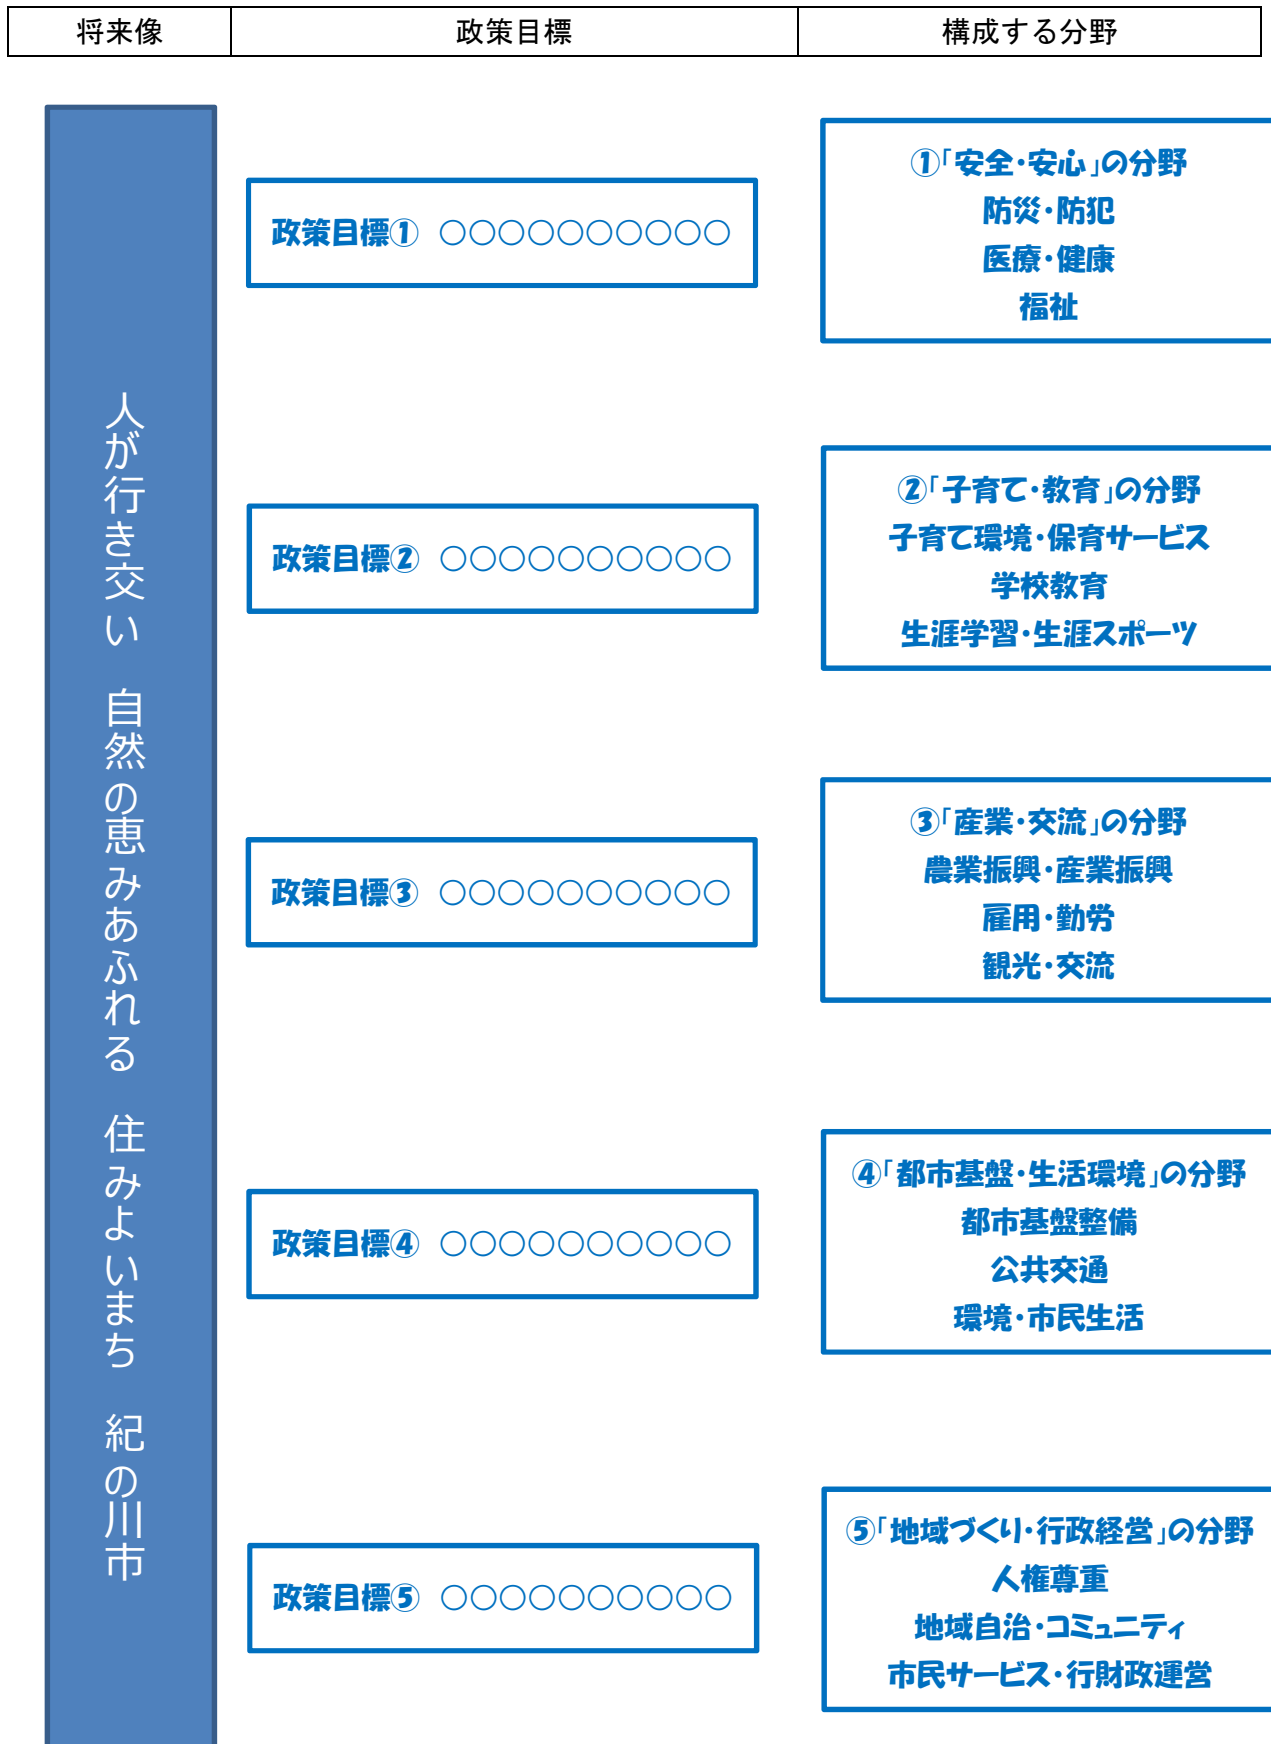 将来像
政策目標
構成する分野
人が行き交い　自然の恵みあふれる　住みよいまち　紀の川市
政策目標①　○○○○○○○○○○
①「安全・安心」の分野
防災・防犯
医療・健康
福祉
政策目標②　○○○○○○○○○○
②「子育て・教育」の分野
子育て環境・保育サービス
学校教育
生涯学習・生涯スポーツ
政策目標③　○○○○○○○○○○
③「産業・交流」の分野
農業振興・産業振興
雇用・勤労
観光・交流
政策目標④　○○○○○○○○○○
④「都市基盤・生活環境」の分野
都市基盤整備
公共交通
環境・市民生活
政策目標⑤　○○○○○○○○○○
⑤「地域づくり・行政経営」の分野
人権尊重
地域自治・コミュニティ
市民サービス・行財政運営